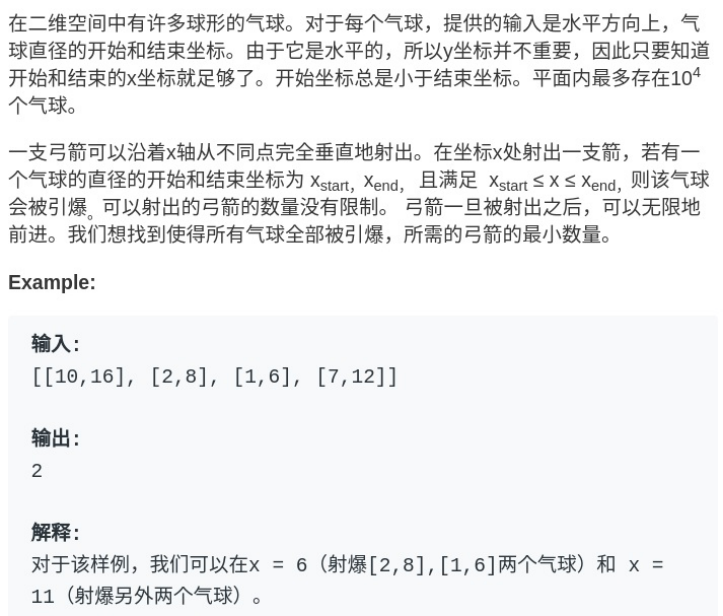 在二维空间中有许多球形的气球。对于每个气球，提供的输入是水平方向上，气
球直径的开始和结束坐标。由于它是水平的，所以y坐标并不重要，因此只要知道
开始和结束的x坐标就足够了。开始坐标总是小于结束坐标。平面内最多存在10⁴
个气球。
一支弓箭可以沿着x轴从不同点完全垂直地射出。在坐标x处射出一支箭，若有一
个气球的直径的开始和结束坐标为 xstart，xend， 且满足 xstart ≤ x ≤ xend，则该气球
会被引爆。可以射出的弓箭的数量没有限制。 弓箭一旦被射出之后，可以无限地
前进。我们想找到使得所有气球全部被引爆，所需的弓箭的最小数量。
Example:
输入:
[[10,16], [2,8], [1,6], [7,12]]
输出:
2
解释:
对于该样例，我们可以在x = 6（射爆[2,8],[1,6]两个气球）和 x =
11（射爆另外两个气球）。